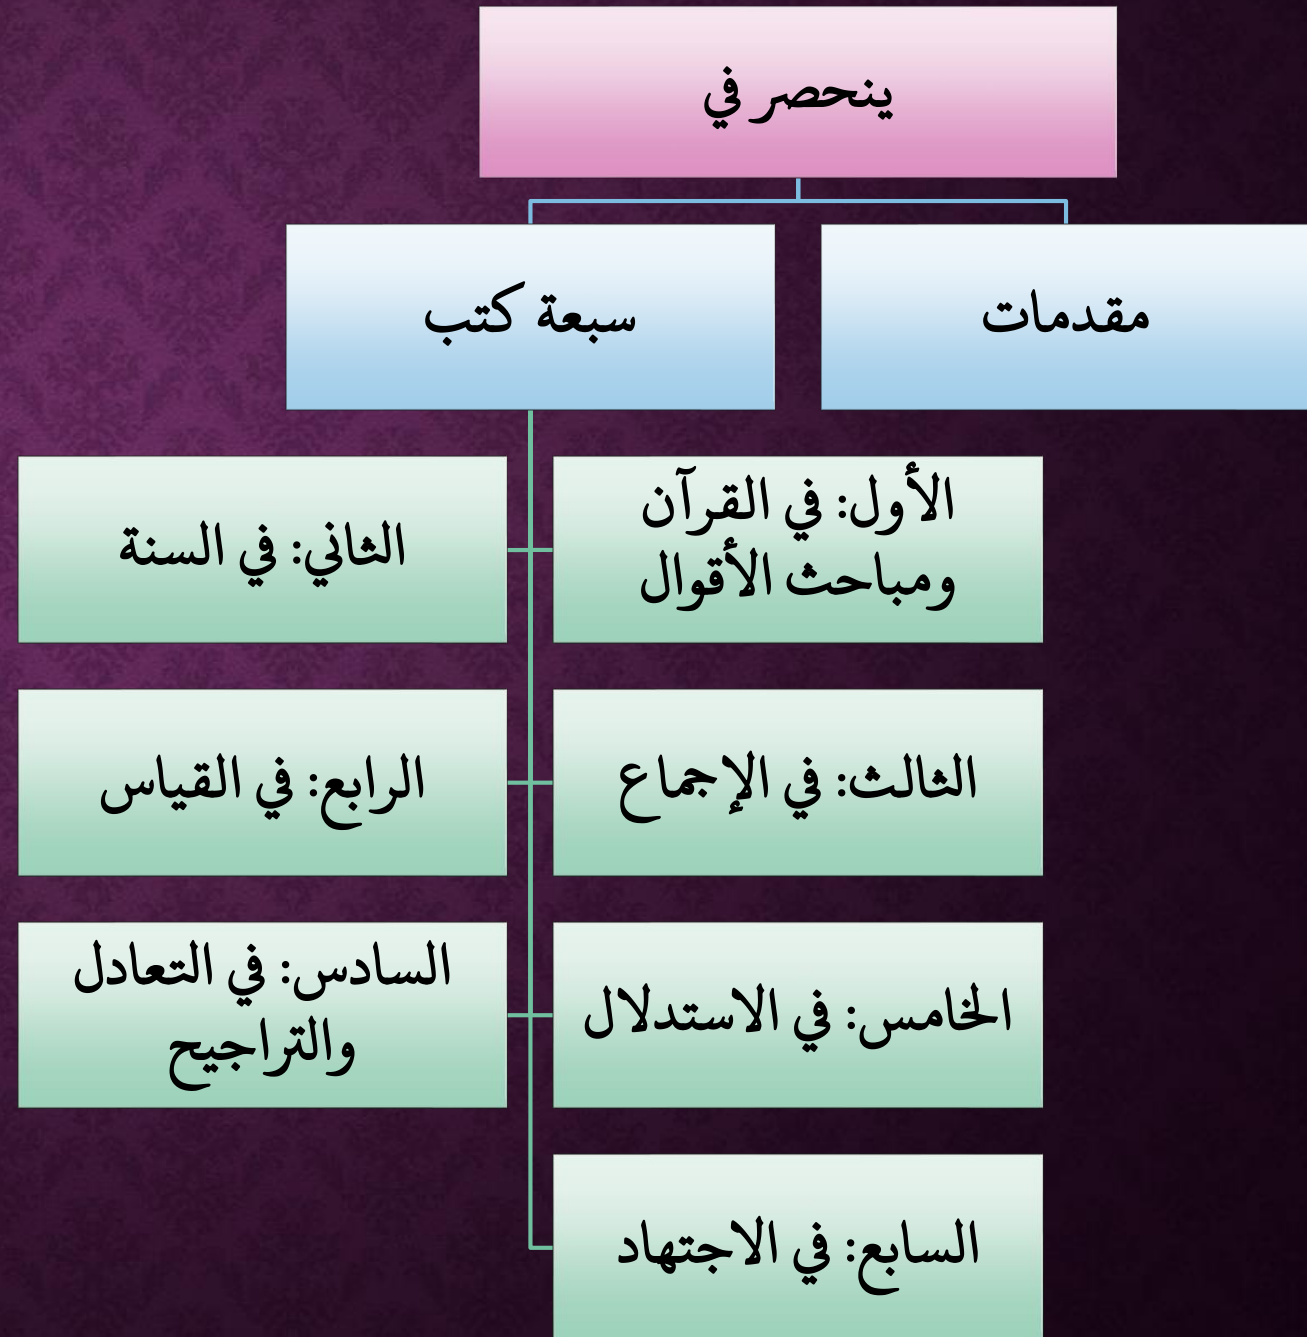 ينحصر في
مقدمات
سبعة كتب
الأول: في القرآن
ومباحث الأقوال
الثاني: في السنة
الثالث: في الإجماع
الرابع: في القياس
الخامس: في الاستدلال
السادس: في التعادل
والتراجيح
السابع: في الاجتهاد